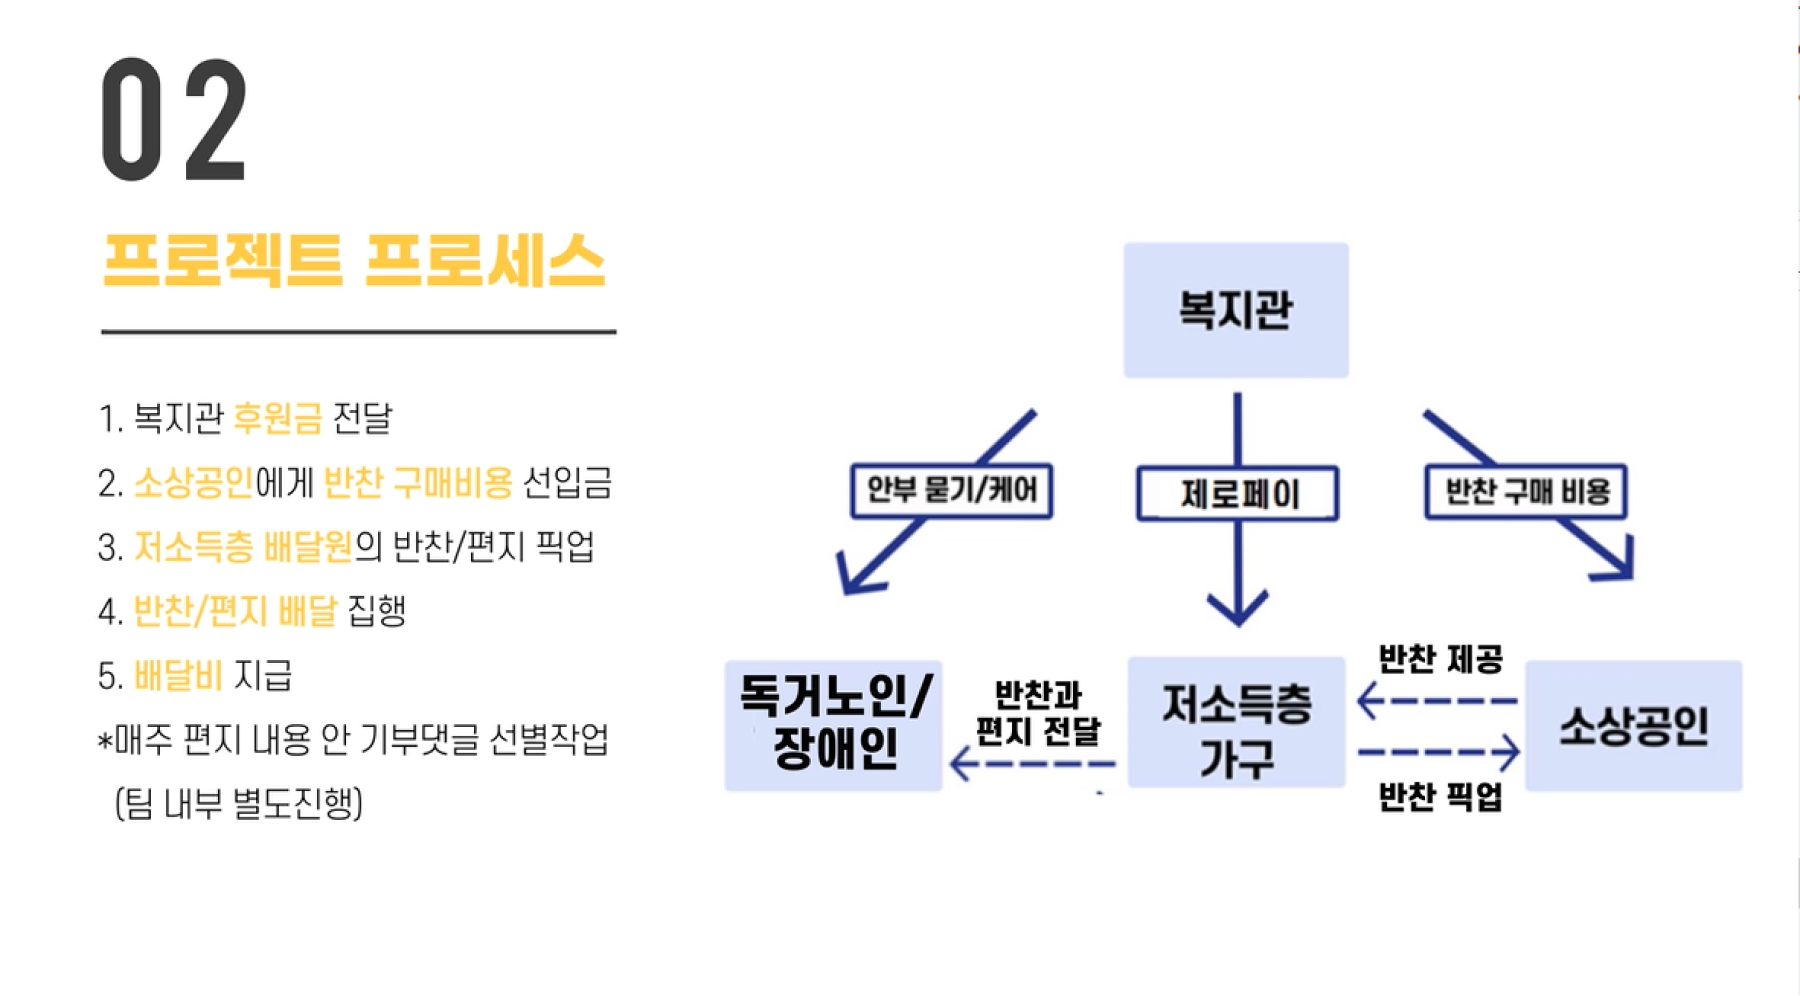 02
프로젝트 프로세스
1. 복지관 후원금 전달
2. 소상공인에게 반찬 구매비용 선입금
3. 저소득층 배달원의 반찬/편지 픽업
4. 반찬/편지 배달 집행
5. 배달비 지급
*매주 편지 내용 안 기부댓글 선별작업
(팀 내부 별도진행)
복지관
안부 묻기/케어
제로페이
반찬 구매 비용
독거노인/
장애인
반찬과
편지 전달
저소득층
가구
반찬 제공
반찬 픽업
소상공인